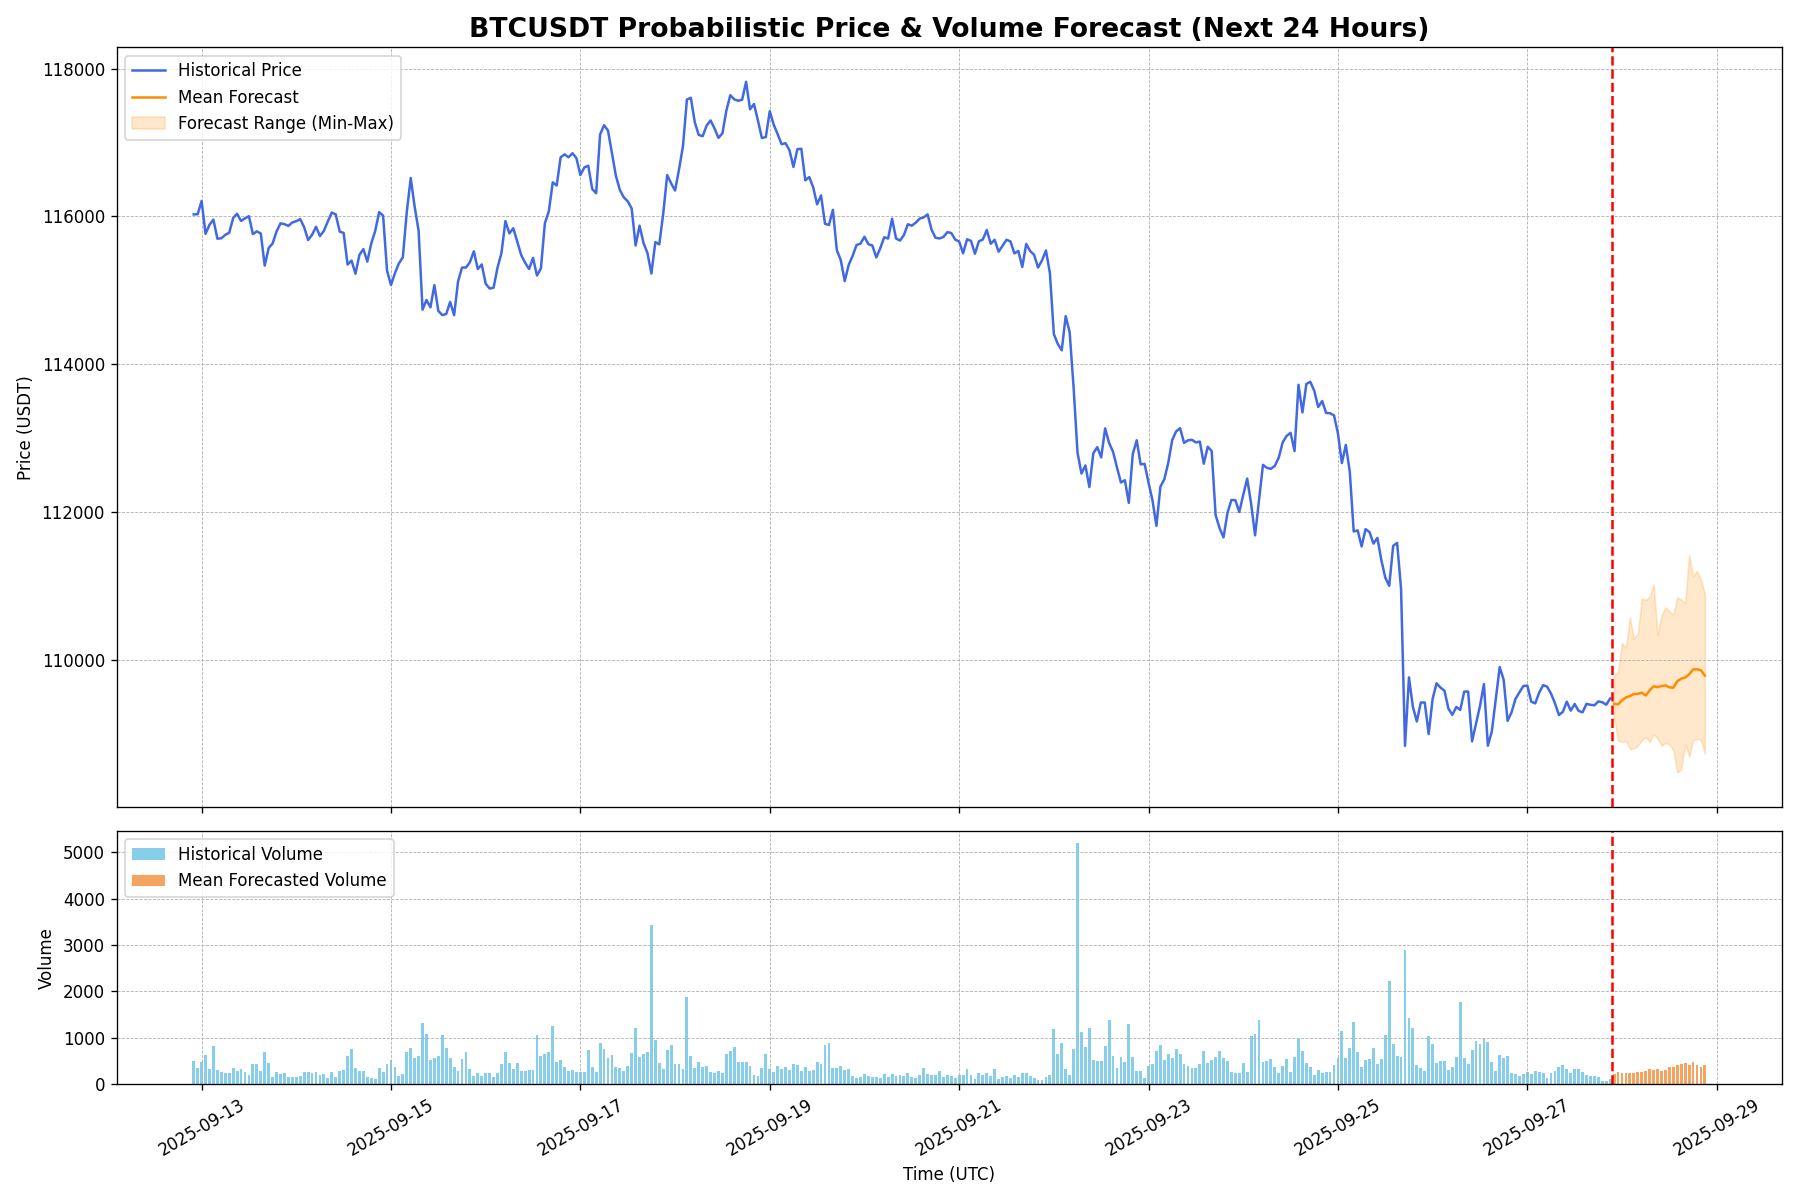 BTCUSDT Probabilistic Price & Volume Forecast (Next 24 Hours)
Historical Price
Mean Forecast
Forecast Range (Min-Max)
118000
116000
114000
112000
110000
Price (USDT)
Historical Volume
Mean Forecasted Volume
5000
4000
3000
2000
1000
0
Volume
2025-09-13
2025-09-15
2025-09-17
2025-09-19
2025-09-21
2025-09-23
2025-09-25
2025-09-27
2025-09-29
Time (UTC)